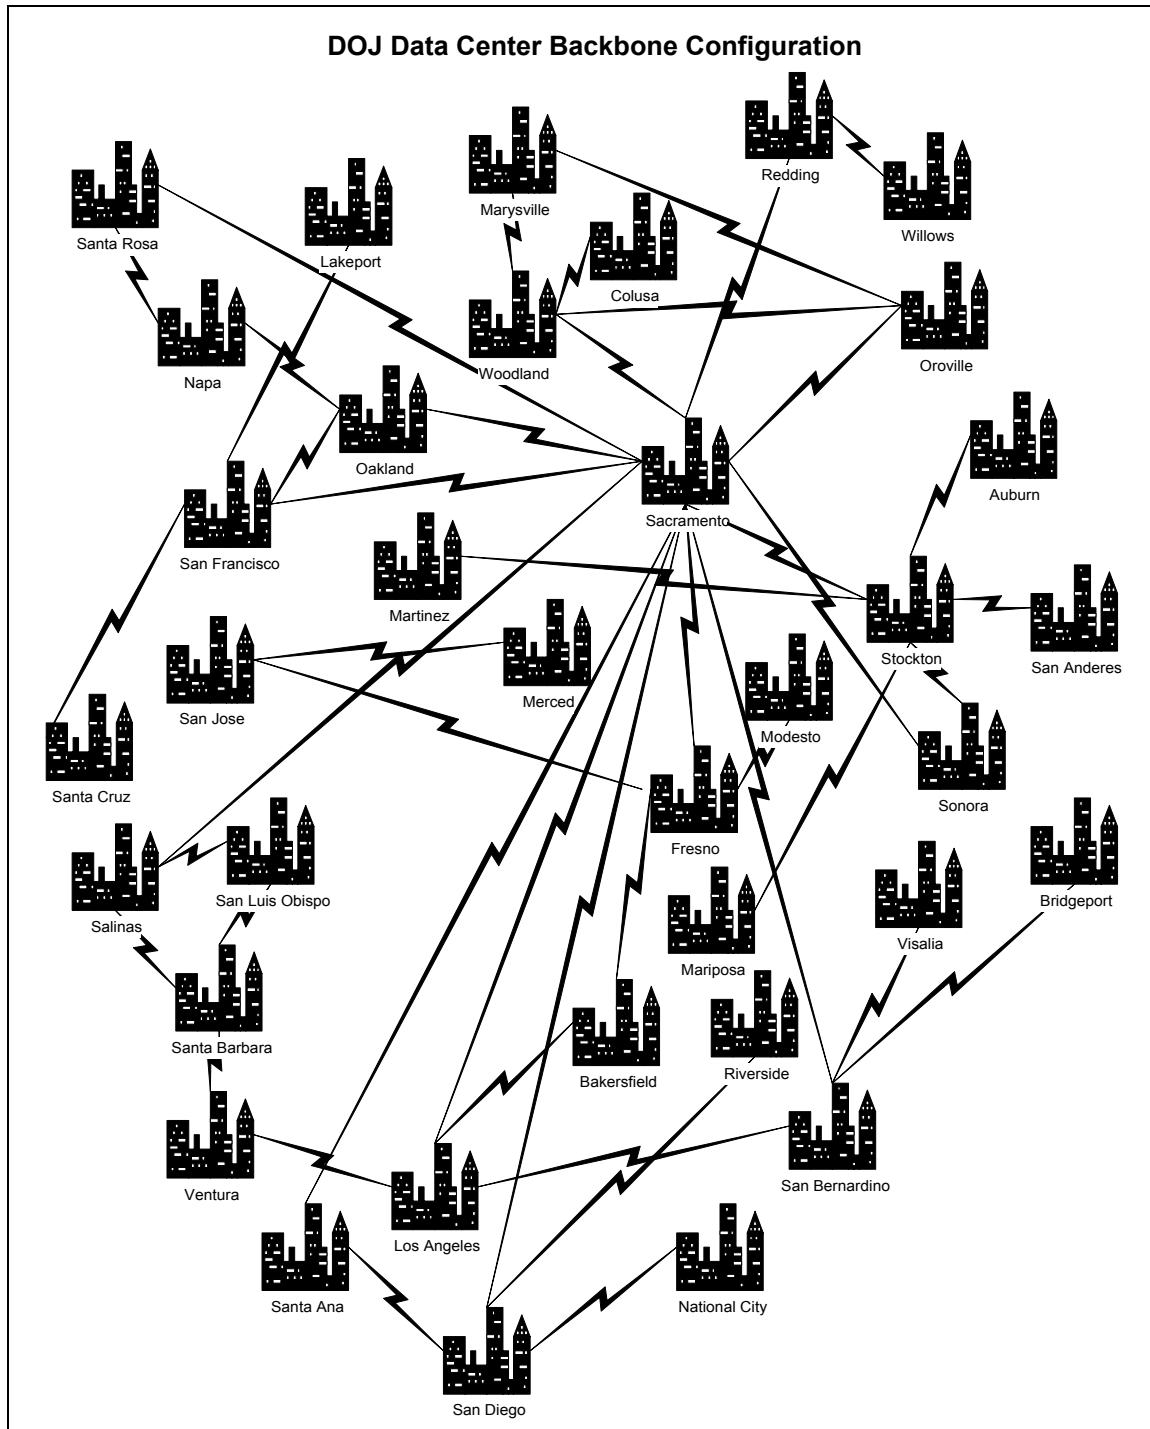 DOJ Data Center Backbone Configuration
Redding
Marysville
Willows
Santa Rosa
Lakeport
Colusa
Woodland
Oroville
Napa
Oakland
Auburn
Sacramento
San Francisco
Martinez
Stockton
San Anderes
Merced
San Jose
Modesto
Santa Cruz
Sonora
Fresno
San Luis Obispo
Bridgeport
Salinas
Visalia
Mariposa
Santa Barbara
Riverside
Bakersfield
San Bernardino
Ventura
Los Angeles
Santa Ana
National City
San Diego